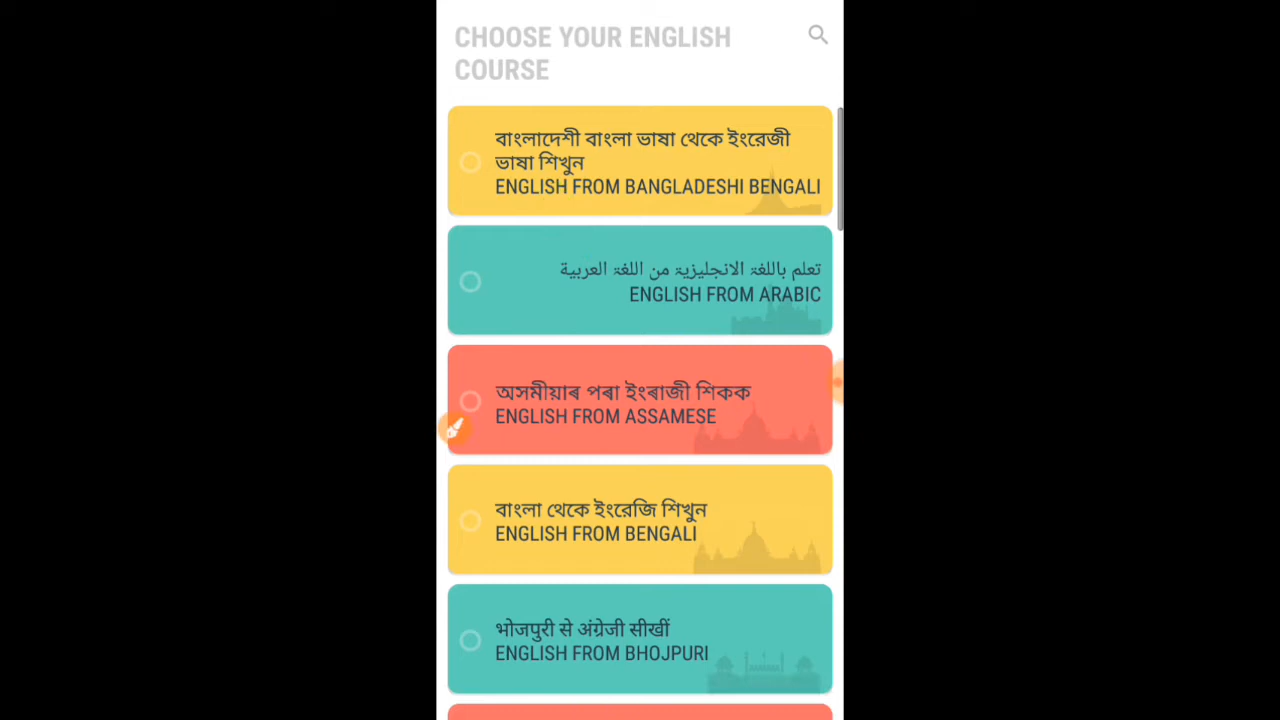 CHOOSE YOUR ENGLISH
COURSE
বাংলাদেশী বাংলা ভাষা থেকে ইংরেজী
ভাষা শিখুন
ENGLISH FROM BANGLADESHI BENGALI
تعلم باللغة الانجليزية من اللغة العربية
ENGLISH FROM ARABIC
অসমীয়াৰ পৰা ইংৰাজী শিকক
ENGLISH FROM ASSAMESE
বাংলা থেকে ইংরেজি শিখুন
ENGLISH FROM BENGALI
भोजपुरी से अंग्रेजी सीखीं
ENGLISH FROM BHOJPURI